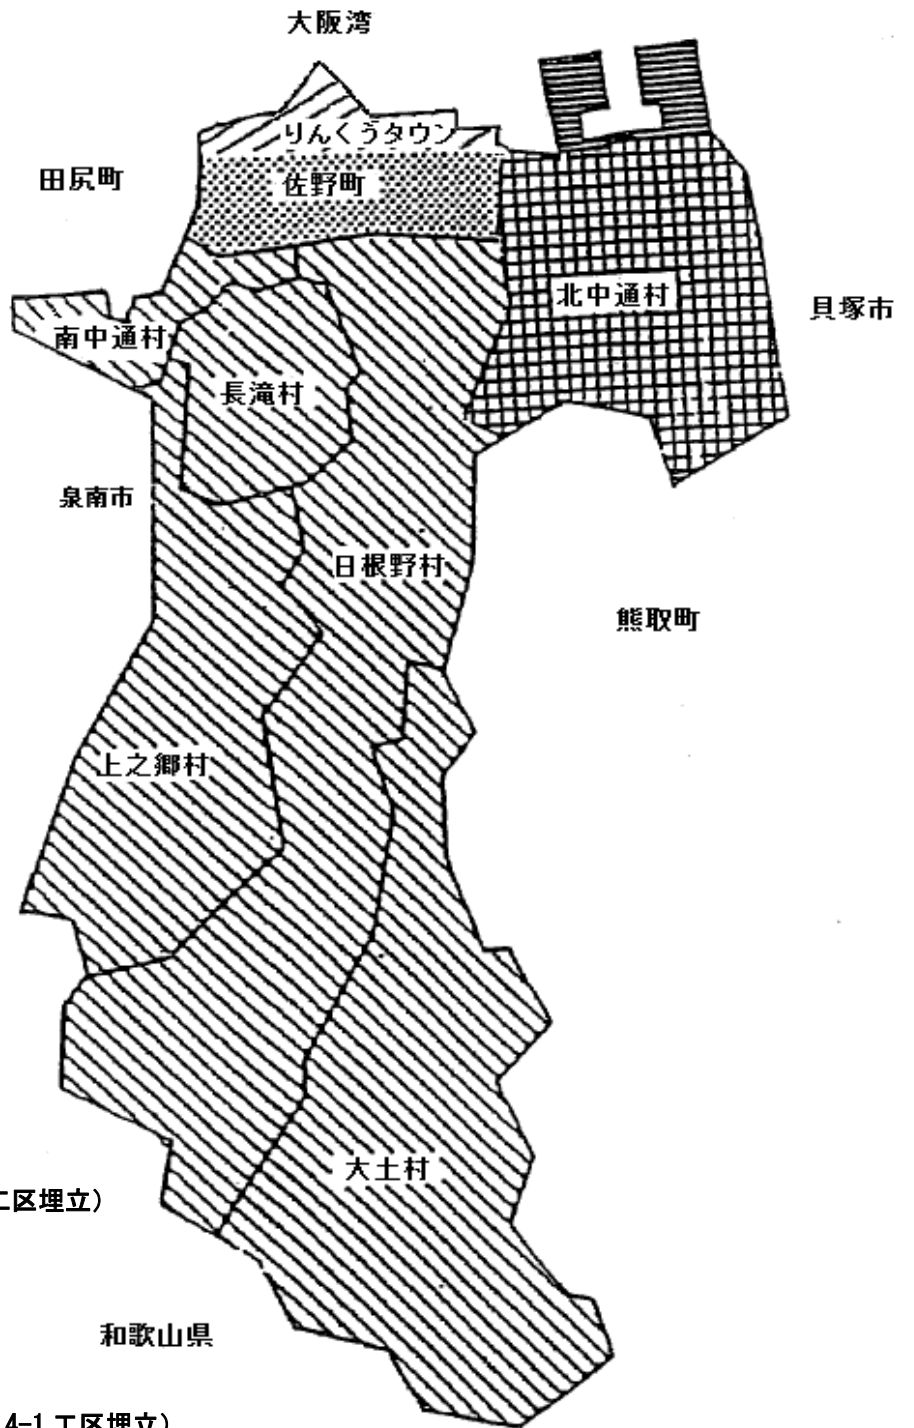 大阪湾
りんくうタウン
田尻町
佐野町
北中通村
貝塚市
南中通村
長滝村
泉南市
日根野村
熊取町
上之郷村
大土村
工区埋立）
和歌山県
4-1 工区埋立）